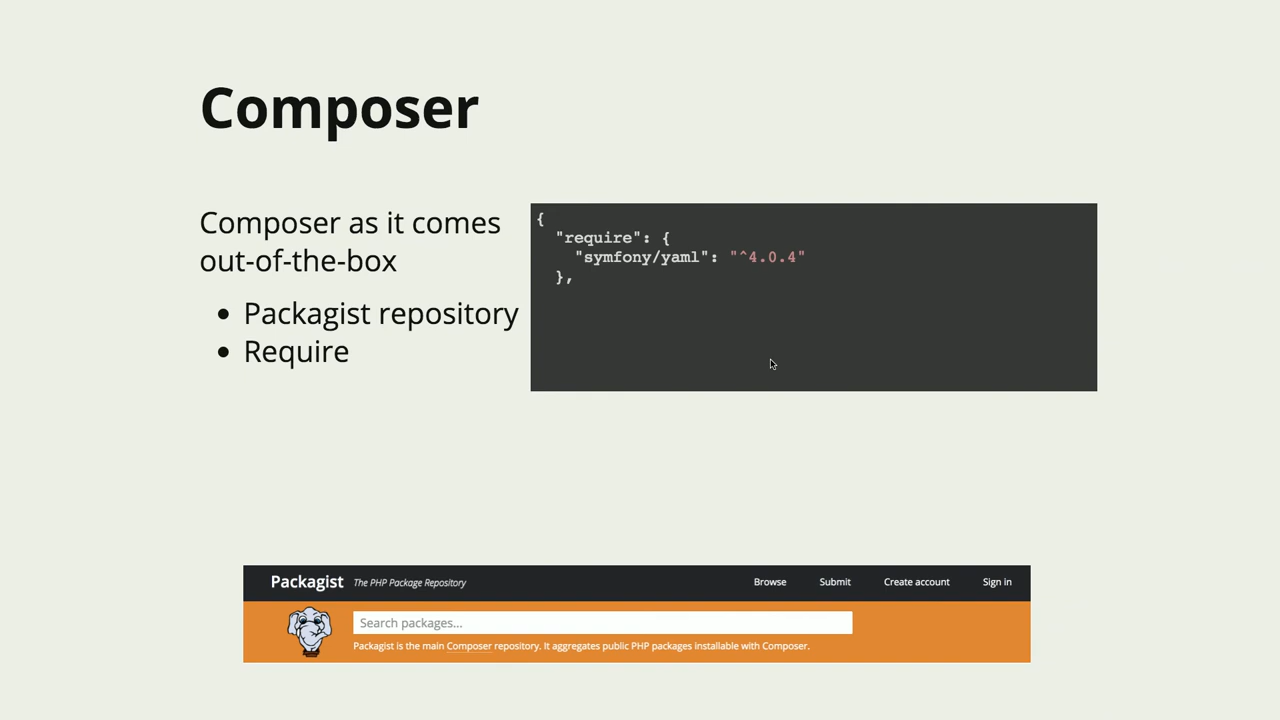 Composer
Composer as it comes
out-of-the-box
• Packagist repository
• Require
{
"require": {
"symfony/yaml": "^4.0.4"
},
Packagist The PHP Package Repository Browse Submit Create account Sign in
Search packages...
Packagist is the main Composer repository. It aggregates public PHP packages installable with Composer.